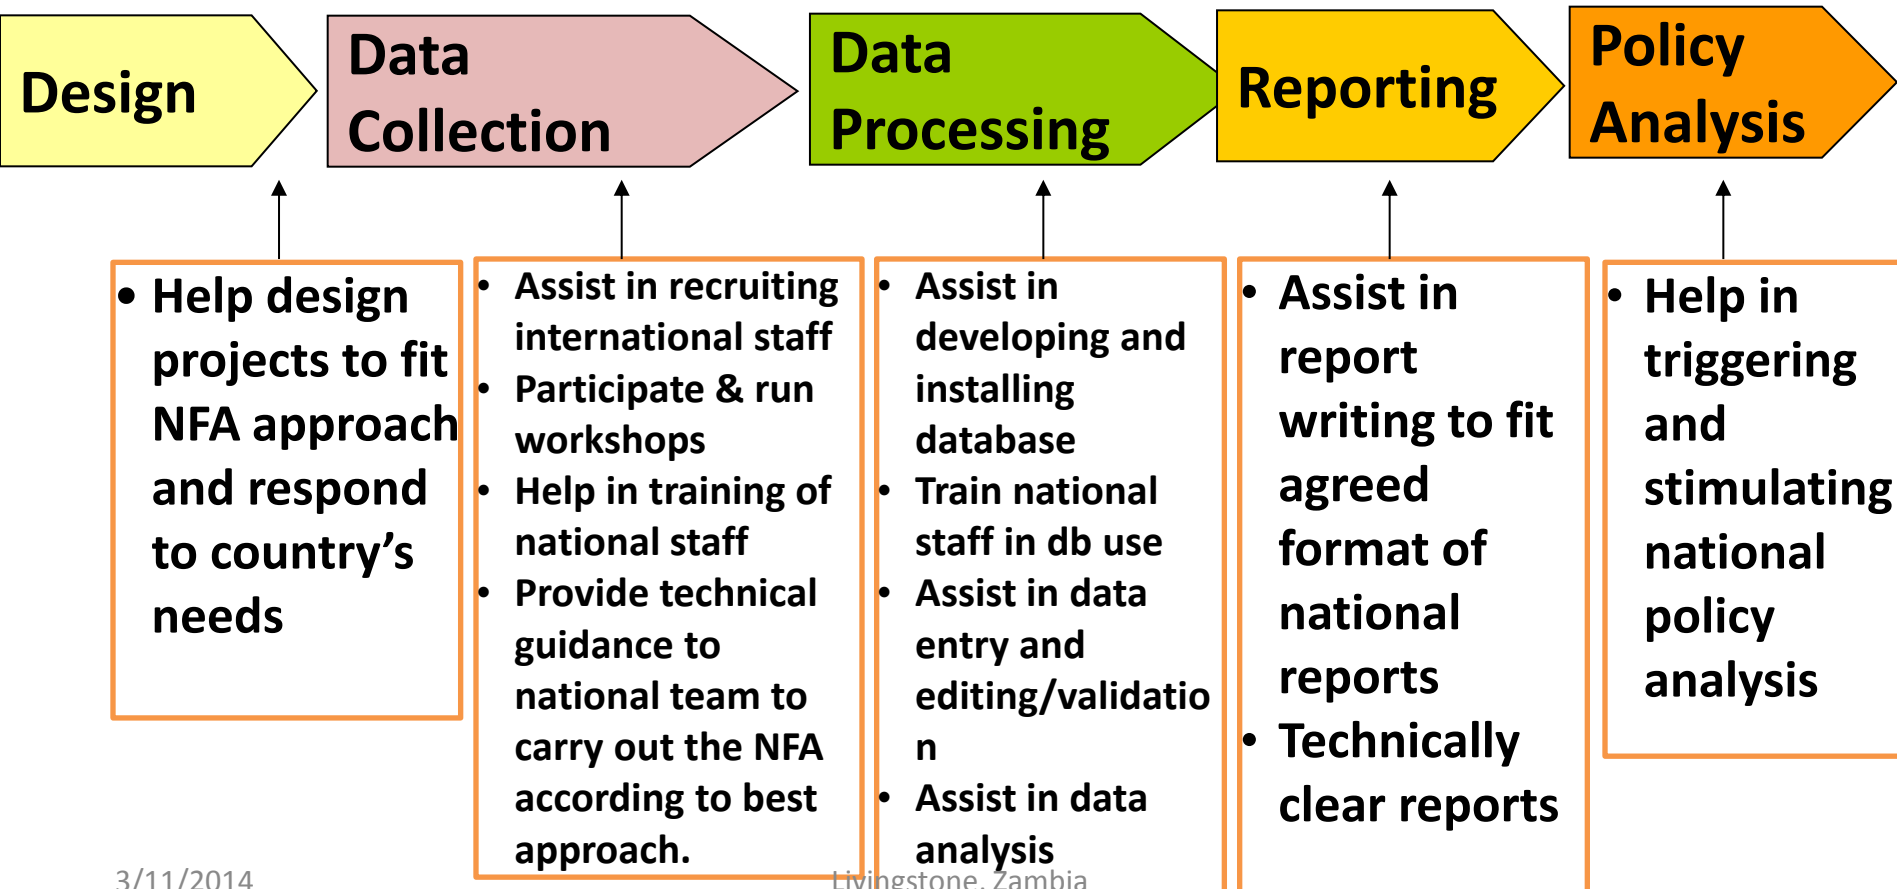 Design
Data
Collection
Data
Processing
Reporting
Policy
Analysis
• Help design
projects to fit
NFA approach
and respond
to country’s
needs
• Assist in recruiting
international staff
• Participate & run
workshops
• Help in training of
national staff
• Provide technical
guidance to
national team to
carry out the NFA
according to best
approach.
• Assist in
developing and
installing
database
• Train national
staff in db use
• Assist in data
entry and
editing/validatio
n
• Assist in data
analysis
• Assist in
report
writing to fit
agreed
format of
national
reports
• Technically
clear reports
• Help in
triggering
and
stimulating
national
policy
analysis
3/11/2014
Livingstone, Zambia